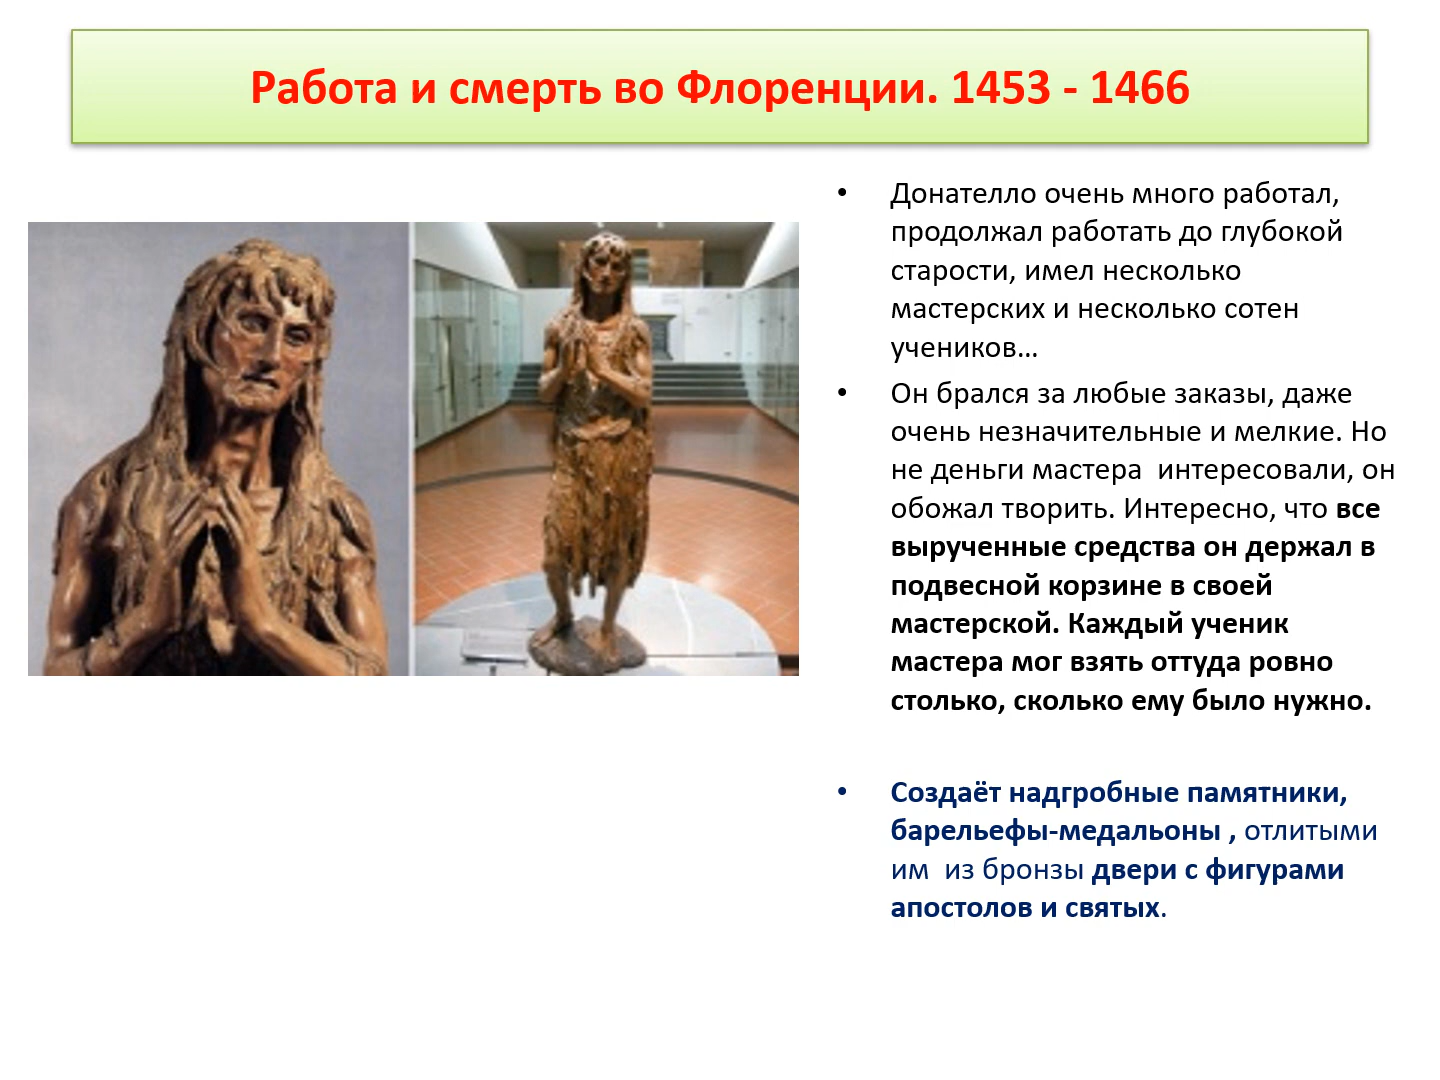 Работа и смерть во Флоренции. 1453 - 1466
• Донателло очень много работал,
продолжал работать до глубокой
старости, имел несколько
мастерских и несколько сотен
учеников…
• Он брался за любые заказы, даже
очень незначительные и мелкие. Но
не деньги мастера  интересовали, он
обожал творить. Интересно, что все
вырученные средства он держал в
подвесной корзине в своей
мастерской. Каждый ученик
мастера мог взять оттуда ровно
столько, сколько ему было нужно.
• Создаёт надгробные памятники,
барельефы-медальоны , отлитыми
им  из бронзы двери с фигурами
апостолов и святых.